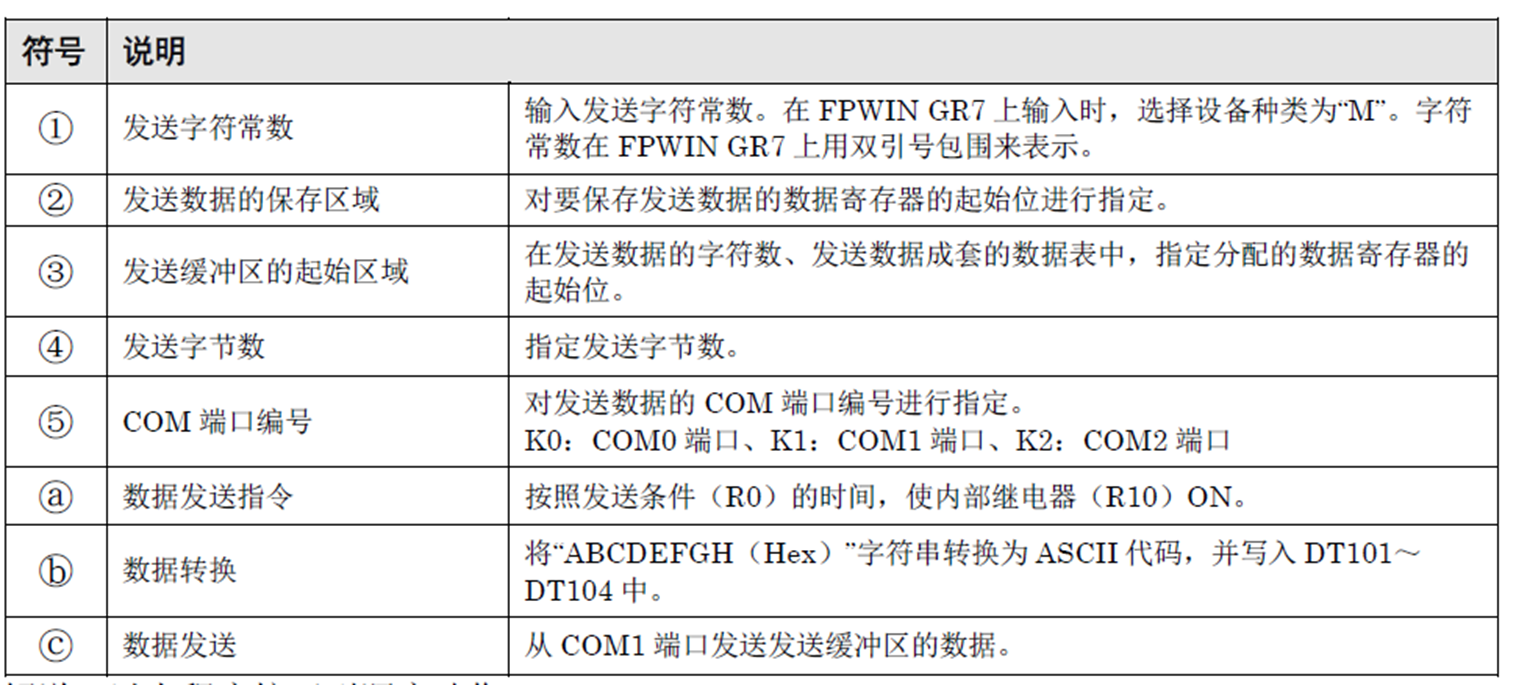 符号 说明
① 发送字符常数 输入发送字符常数。在 FPWIN GR7 上输入时，选择设备种类为“M”。字符
常数在 FPWIN GR7 上用双引号包围来表示。
② 发送数据的保存区域 对要保存发送数据的数据寄存器的起始位进行指定。
③ 发送缓冲区的起始区域 在发送数据的字符数、发送数据成套的数据表中，指定分配的数据寄存器的
起始位。
④ 发送字节数 指定发送字节数。
⑤ COM 端口编号 对发送数据的 COM 端口编号进行指定。
K0：COM0 端口、K1：COM1 端口、K2：COM2 端口
ⓐ 数据发送指令 按照发送条件（R0）的时间，使内部继电器（R10）ON。
ⓑ 数据转换 将“ABCDEFGH（Hex）”字符串转换为 ASCII 代码，并写入 DT101～
DT104 中。
ⓒ 数据发送 从 COM1 端口发送发送缓冲区的数据。